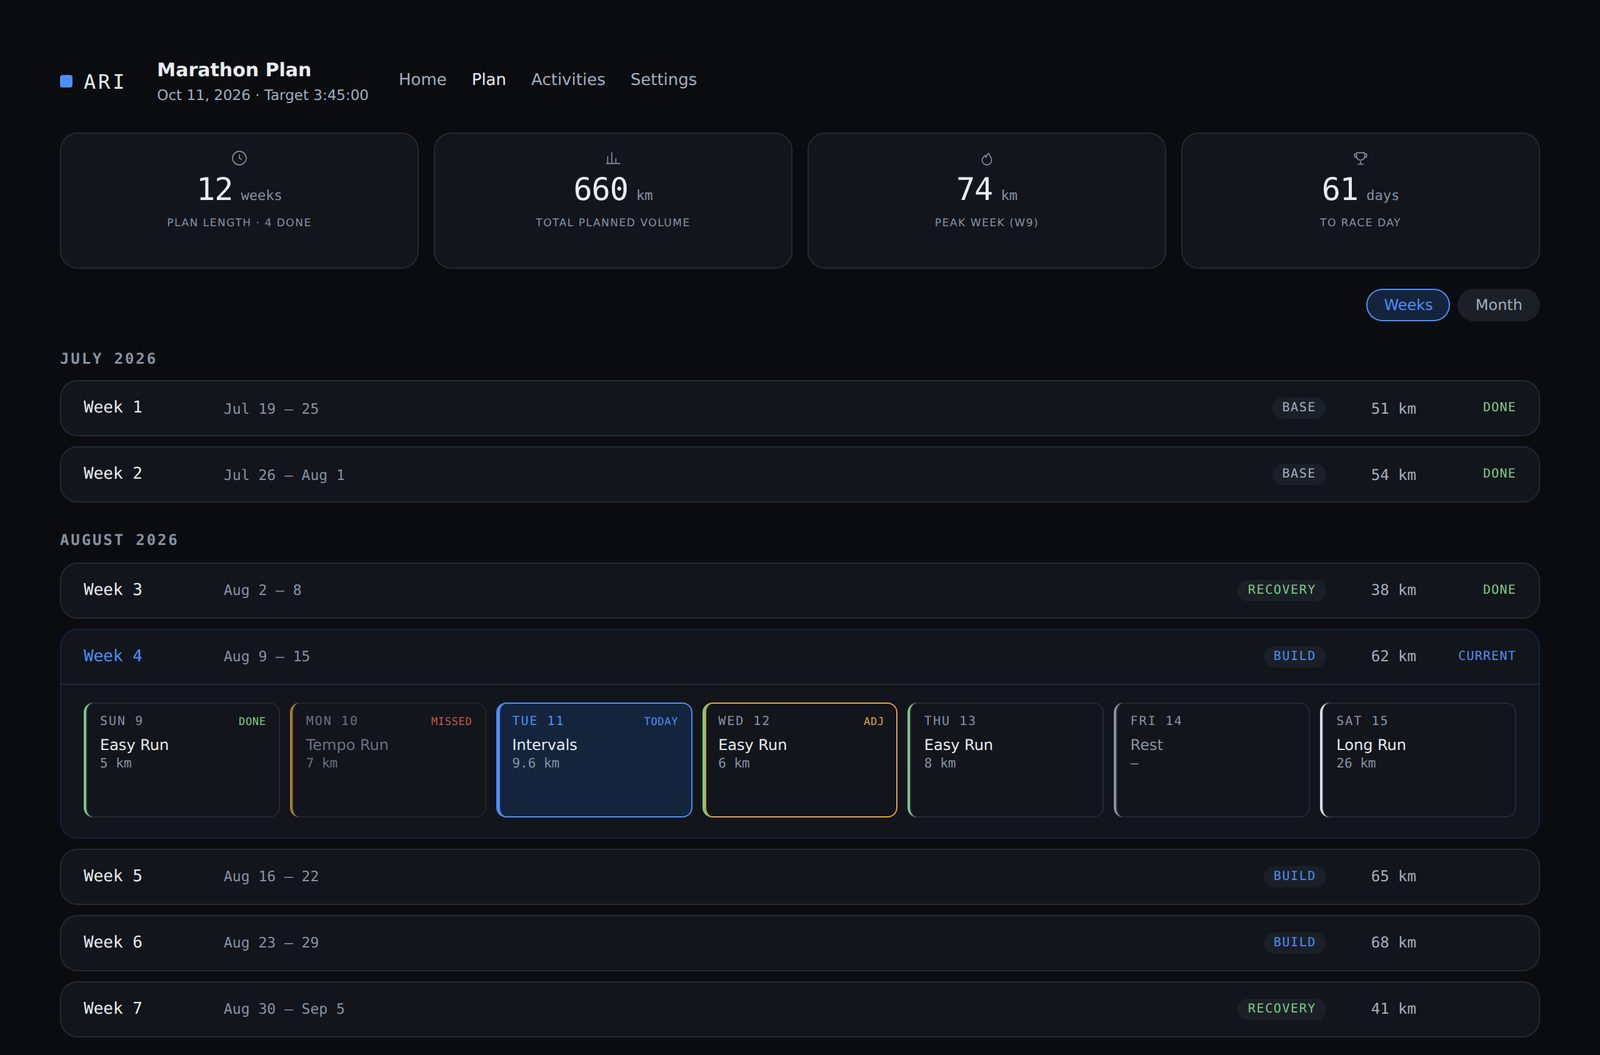 ARI
Marathon Plan
Oct 11, 2026 · Target 3:45:00
Home Plan Activities Settings
12 weeks
PLAN LENGTH · 4 DONE
660 km
TOTAL PLANNED VOLUME
74 km
PEAK WEEK (W9)
61 days
TO RACE DAY
Weeks Month
JULY 2026
Week 1 Jul 19 – 25 BASE 51 km DONE
Week 2 Jul 26 – Aug 1 BASE 54 km DONE
AUGUST 2026
Week 3 Aug 2 – 8 RECOVERY 38 km DONE
Week 4 Aug 9 – 15 BUILD 62 km CURRENT
SUN 9 DONE
Easy Run
5 km
MON 10 MISSED
Tempo Run
7 km
TUE 11 TODAY
Intervals
9.6 km
WED 12 ADJ
Easy Run
6 km
THU 13
Easy Run
8 km
FRI 14
Rest
–
SAT 15
Long Run
26 km
Week 5 Aug 16 – 22 BUILD 65 km
Week 6 Aug 23 – 29 BUILD 68 km
Week 7 Aug 30 – Sep 5 RECOVERY 41 km